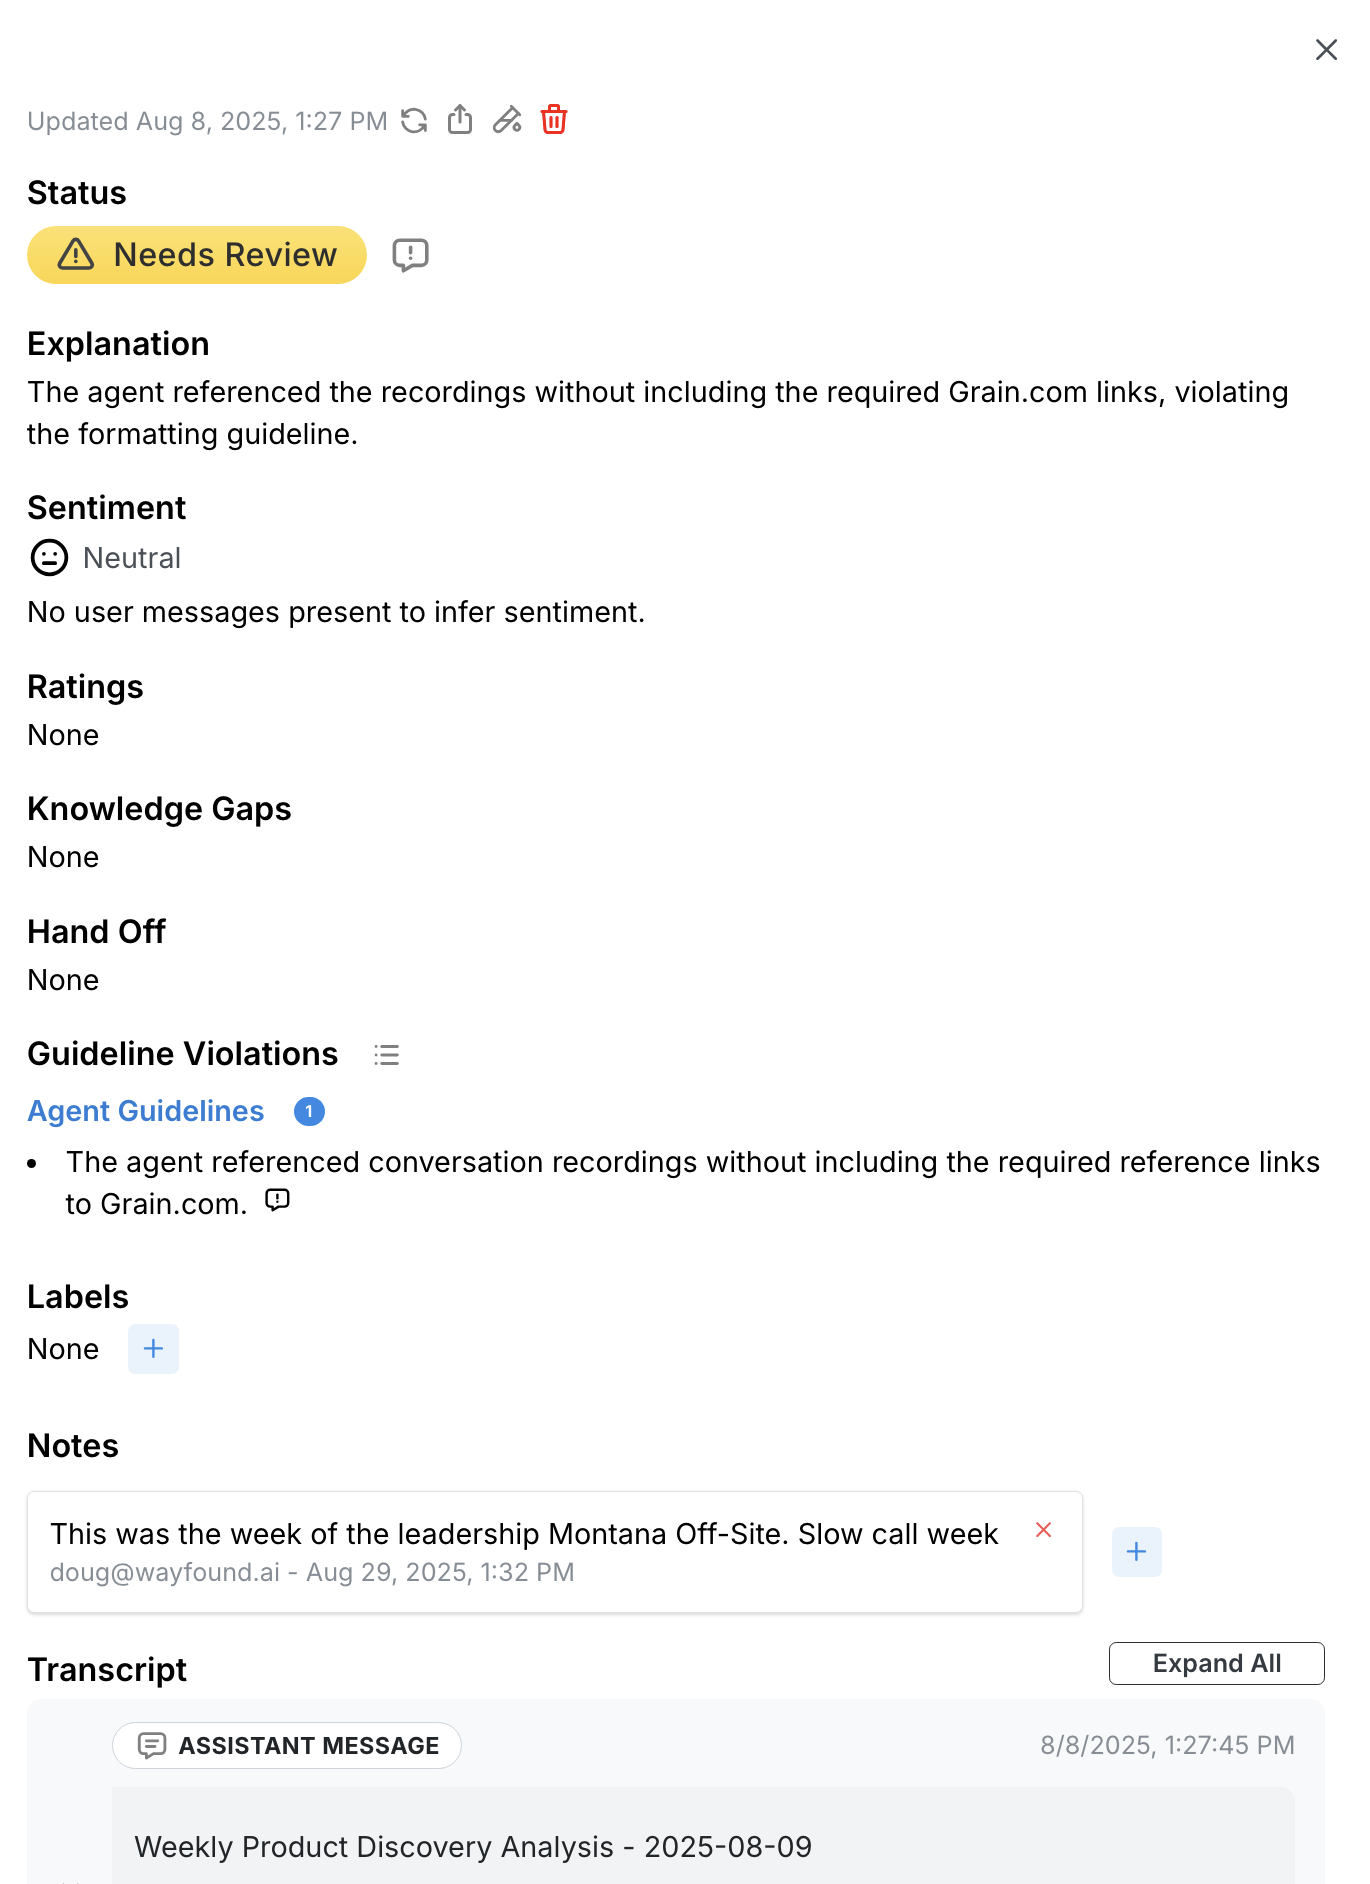 Updated Aug 8, 2025, 1:27 PM
Status
Needs Review
Explanation
The agent referenced the recordings without including the required Grain.com links, violating
the formatting guideline.
Sentiment
Neutral
No user messages present to infer sentiment.
Ratings
None
Knowledge Gaps
None
Hand Off
None
Guideline Violations
Agent Guidelines 1
The agent referenced conversation recordings without including the required reference links
to Grain.com.
Labels
None
Notes
This was the week of the leadership Montana Off-Site. Slow call week
doug@wayfound.ai - Aug 29, 2025, 1:32 PM
Transcript Expand All
ASSISTANT MESSAGE 8/8/2025, 1:27:45 PM
Weekly Product Discovery Analysis - 2025-08-09